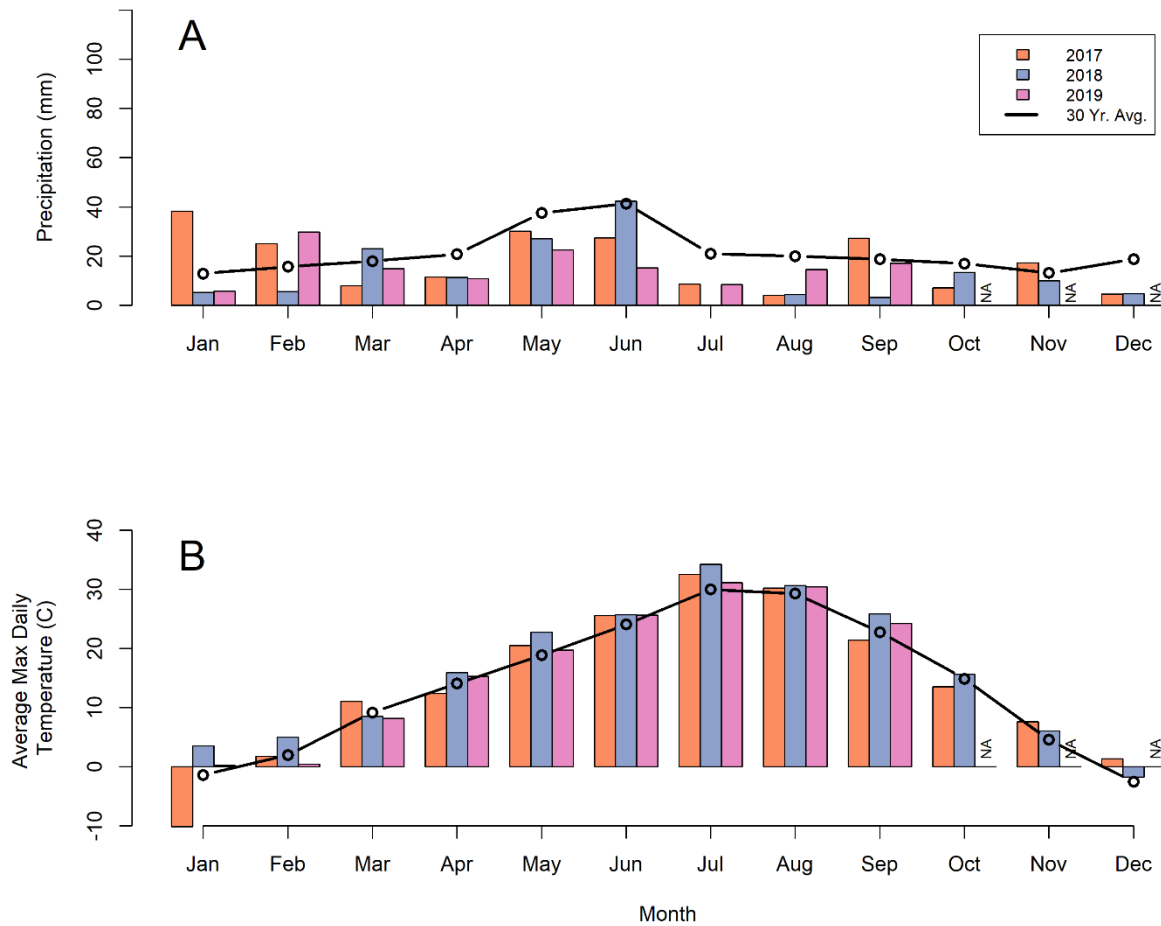 A
Precipitation (mm)
100
80
60
40
20
0
2017
2018
2019
30 Yr. Avg.
NA
NA
NA
Jan Feb Mar Apr May Jun Jul Aug Sep Oct Nov Dec
B
Average Max Daily
Temperature (C)
40
30
20
10
0
-10
NA
NA
NA
Jan Feb Mar Apr May Jun Jul Aug Sep Oct Nov Dec
Month